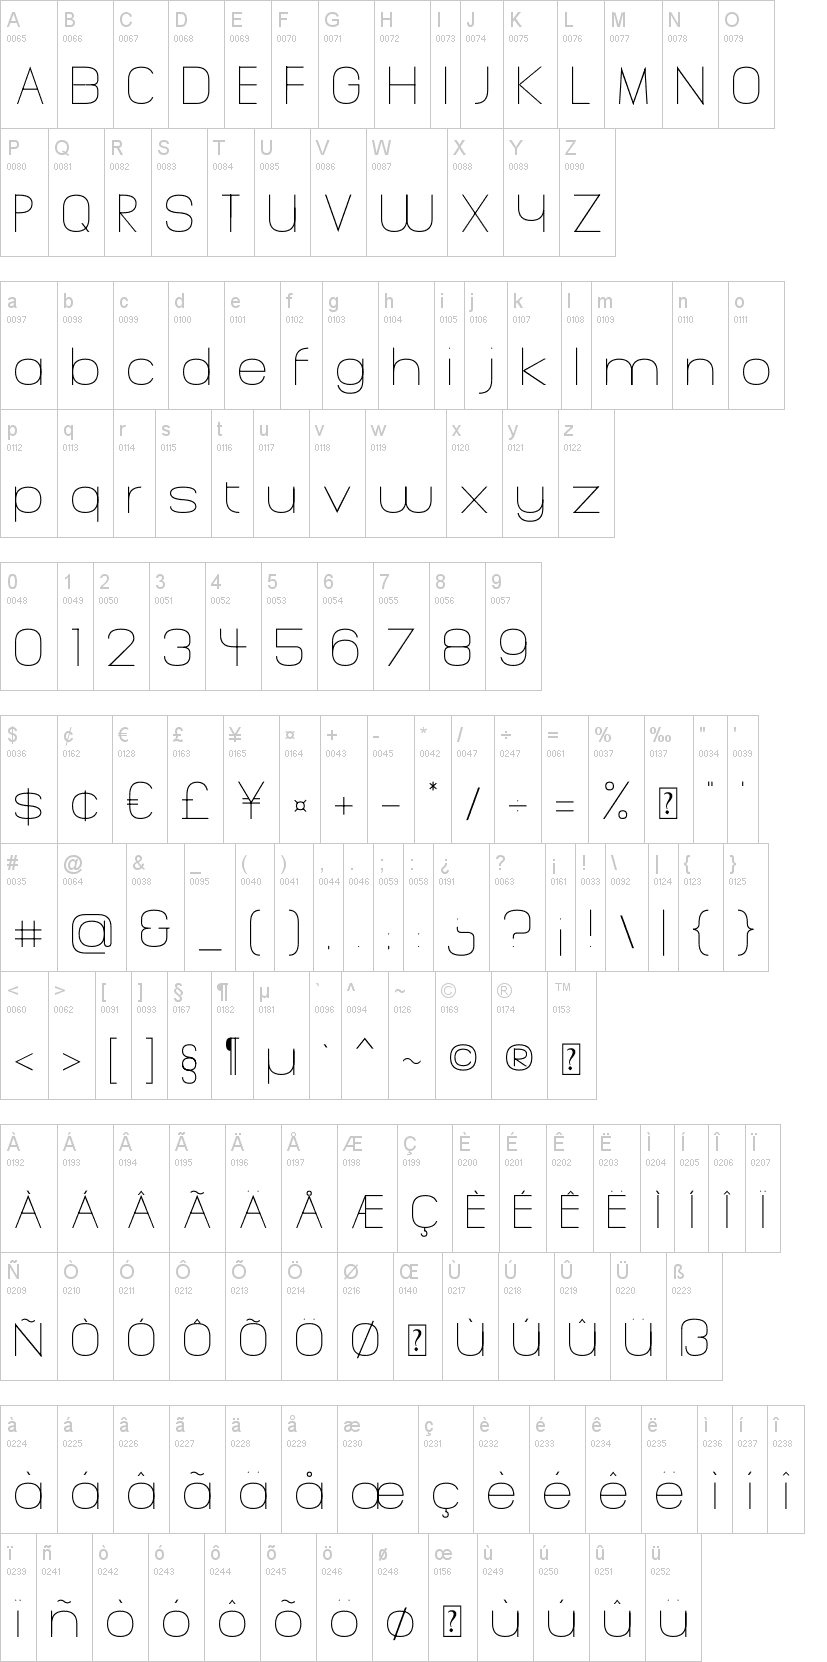 A B C D E F G H I J K L M N O
0065 0066 0067 0068 0069 0070 0071 0072 0073 0074 0075 0076 0077 0078 0079
A B C D E F G H I J K L M N O
P Q R S T U V W X Y Z
0080 0081 0082 0083 0084 0085 0086 0087 0088 0089 0090
P Q R S T U V W X Y Z
a b c d e f g h i j k l m n o
0097 0098 0099 0100 0101 0102 0103 0104 0105 0106 0107 0108 0109 0110 0111
a b c d e f g h i j k l m n o
p q r s t u v w x y z
0112 0113 0114 0115 0116 0117 0118 0119 0120 0121 0122
p q r s t u v w x y z
0 1 2 3 4 5 6 7 8 9
0048 0049 0050 0051 0052 0053 0054 0055 0056 0057
0 1 2 3 4 5 6 7 8 9
$ ¢ € £ ¥ ¤ + - * / ÷ = % ‰ " '
0036 0162 0128 0163 0165 0164 0043 0045 0042 0047 0247 0061 0037 0137 0034 0039
$ ¢ € £ ¥ ¤ + - * / ÷ = % ? " '
# @ & _ ( ) , . ; : ¿ ? ¡ ! \ | { }
0035 0064 0038 0095 0040 0041 0044 0046 0059 0058 0191 0063 0161 0033 0092 0124 0123 0125
# @ & _ ( ) , . ; : ¿ ? ¡ ! \ | { }
< > [ ] § ¶ µ ` ^ ~ © ® ™
0060 0062 0091 0093 0167 0182 0181 0096 0094 0126 0169 0174 0153
< > [ ] § ¶ µ ` ^ ~ © ® ?
À Á Â Ã Ä Å Æ Ç È É Ê Ë Ì Í Î Ï
0192 0193 0194 0195 0196 0197 0198 0199 0200 0201 0202 0203 0204 0205 0206 0207
À Á Â Ã Ä Å Æ Ç È É Ê Ë Ì Í Î Ï
Ñ Ò Ó Ô Õ Ö Ø Œ Ù Ú Û Ü ß
0209 0210 0211 0212 0213 0214 0216 0140 0217 0218 0219 0220 0223
Ñ Ò Ó Ô Õ Ö Ø ? Ù Ú Û Ü ß
à á â ã ä å æ ç è é ê ë ì í î
0224 0225 0226 0227 0228 0229 0230 0231 0232 0233 0234 0235 0236 0237 0238
à á â ã ä å æ ç è é ê ë ì í î
ï ñ ò ó ô õ ö ø œ ù ú û ü
0239 0241 0242 0243 0244 0245 0246 0248 0156 0249 0250 0251 0252
ï ñ ò ó ô õ ö ø ? ù ú û ü